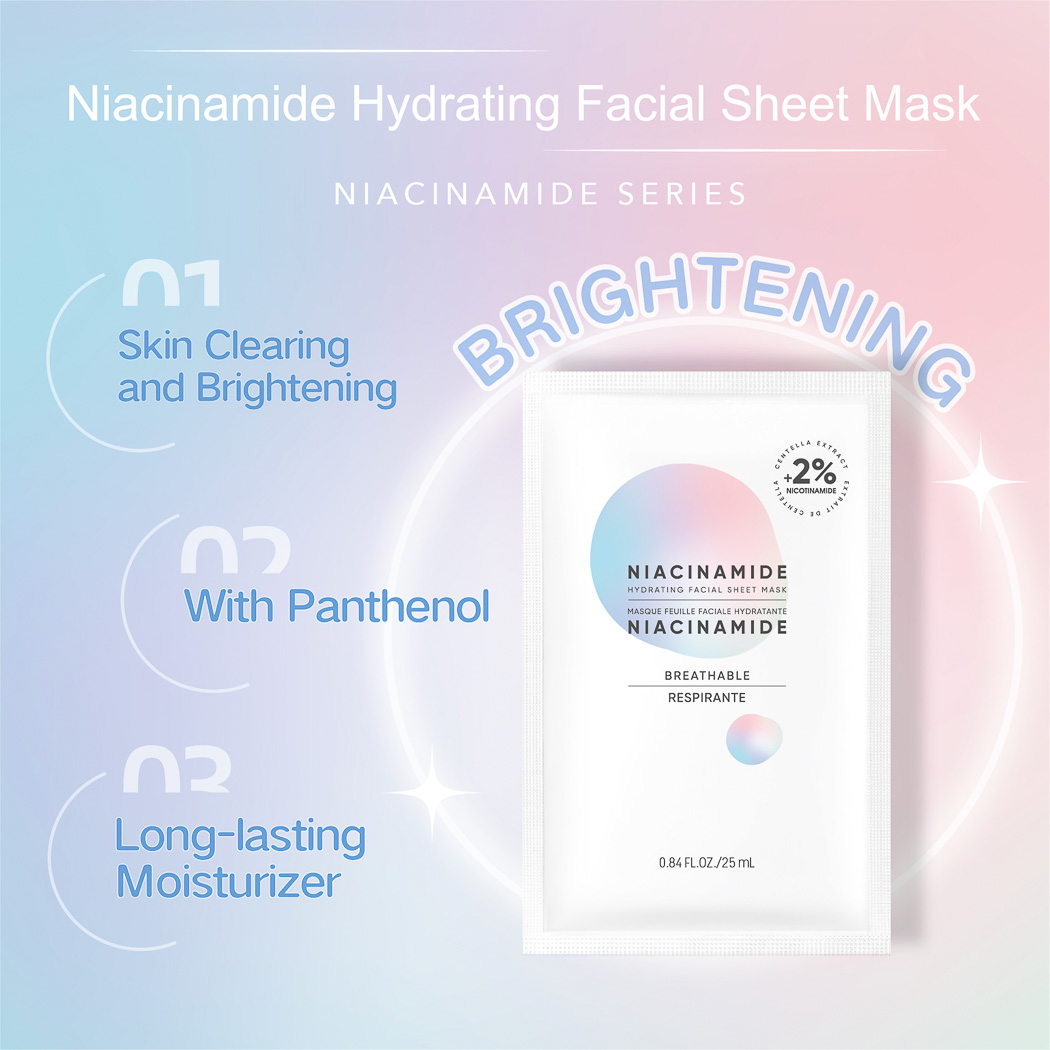 Niacinamide Hydrating Facial Sheet Mask
NIACINAMIDE SERIES
BRIGHTENING
01
Skin Clearing
and Brightening
02
With Panthenol
03
Long-lasting
Moisturizer
CENTELLA EXTRACT
EXTRAIT DE CENTELLA
+2%
NICOTINAMIDE
NIACINAMIDE
HYDRATING FACIAL SHEET MASK
MASQUE FEUILLE FACIALE HYDRATANTE
NIACINAMIDE
BREATHABLE
RESPIRANTE
0.84 FL.OZ./25 mL